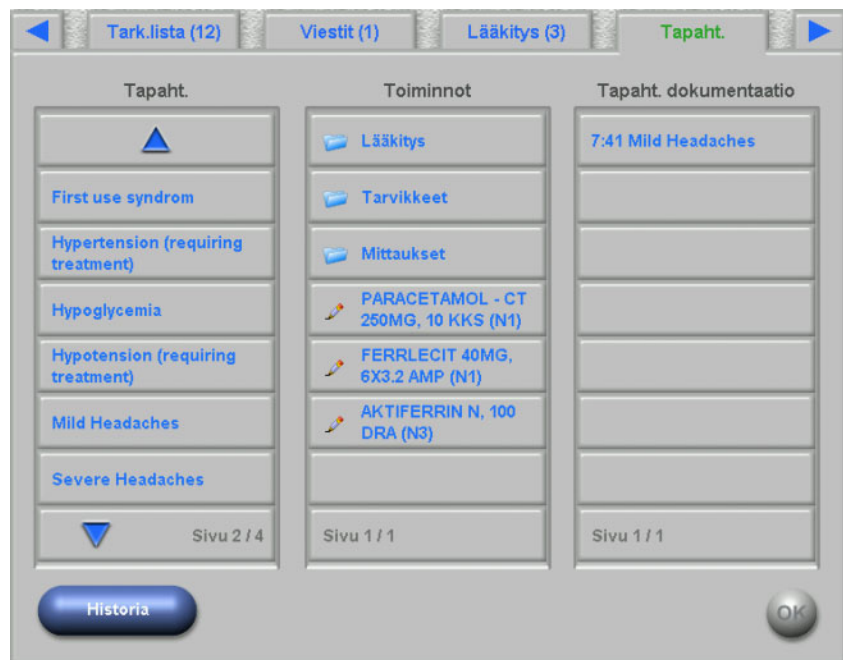 Tark.lista (12)
Viestit (1)
Lääkitys (3)
Tapaht.
Tapaht.
First use syndrom
Hypertension (requiring
treatment)
Hypoglycemia
Hypotension (requiring
treatment)
Mild Headaches
Severe Headaches
Sivu 2 / 4
Toiminnot
Lääkitys
Tarvikkeet
Mittaukset
PARACETAMOL - CT
250MG, 10 KKS (N1)
FERRLECIT 40MG,
6X3.2 AMP (N1)
AKTIFERRIN N, 100
DRA (N3)
Sivu 1 / 1
Tapaht. dokumentaatio
7:41 Mild Headaches
Sivu 1 / 1
Historia
OK